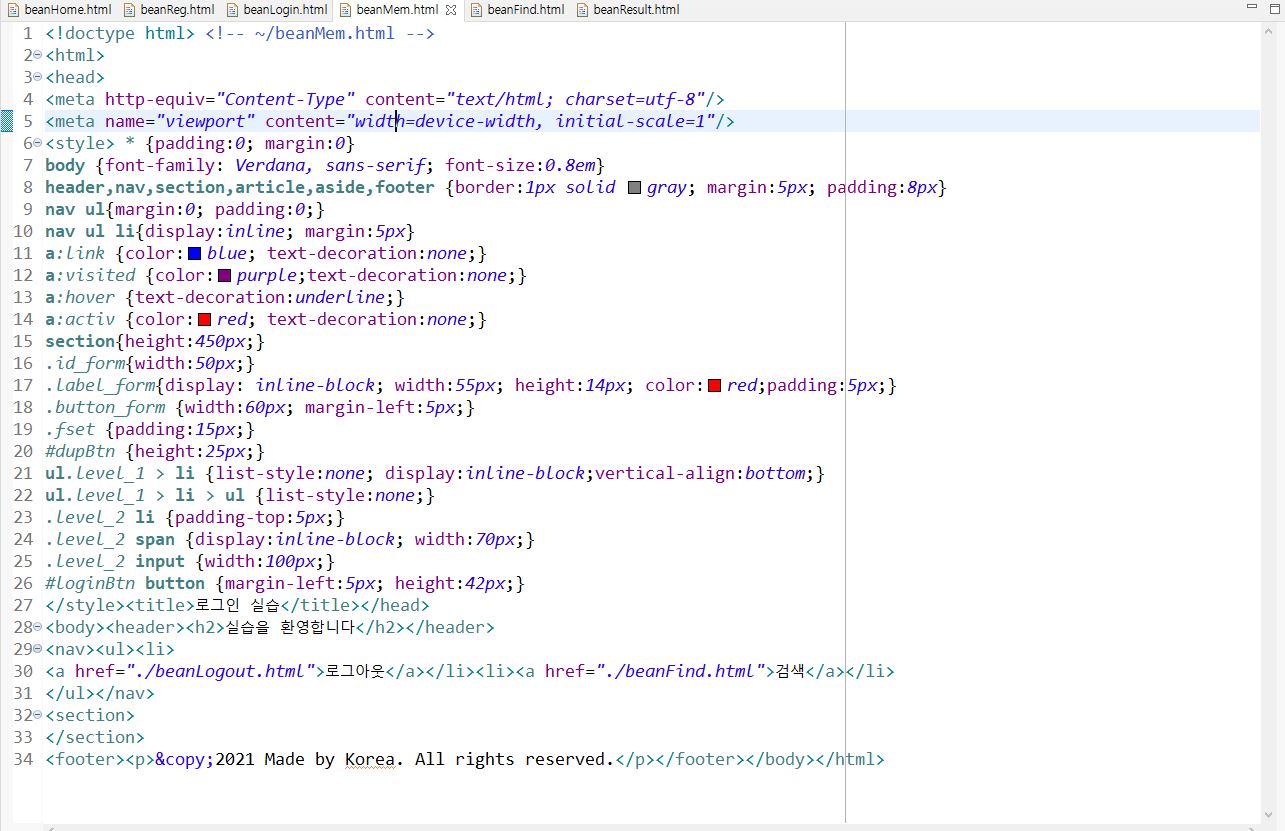 beanHome.html beanReg.html beanLogin.html beanMem.html beanFind.html beanResult.html
1 <!doctype html> <!-- ~/beanMem.html -->
2 <html>
3 <head>
4 <meta http-equiv="Content-Type" content="text/html; charset=utf-8"/>
5 <meta name="viewport" content="width=device-width, initial-scale=1"/>
6 <style> * {padding:0; margin:0}
7 body {font-family: Verdana, sans-serif; font-size:0.8em}
8 header,nav,section,article,aside,footer {border:1px solid gray; margin:5px; padding:8px}
9 nav ul{margin:0; padding:0;}
10 nav ul li{display:inline; margin:5px}
11 a:link {color:blue; text-decoration:none;}
12 a:visited {color:purple;text-decoration:none;}
13 a:hover {text-decoration:underline;}
14 a:activ {color:red; text-decoration:none;}
15 section{height:450px;}
16 .id_form{width:50px;}
17 .label_form{display: inline-block; width:55px; height:14px; color:red;padding:5px;}
18 .button_form {width:60px; margin-left:5px;}
19 .fset {padding:15px;}
20 #dupBtn {height:25px;}
21 ul.level_1 > li {list-style:none; display:inline-block;vertical-align:bottom;}
22 ul.level_1 > li > ul {list-style:none;}
23 .level_2 li {padding-top:5px;}
24 .level_2 span {display:inline-block; width:70px;}
25 .level_2 input {width:100px;}
26 #loginBtn button {margin-left:5px; height:42px;}
27 </style><title>로그인 실습</title></head>
28 <body><header><h2>실습을 환영합니다</h2></header>
29 <nav><ul><li>
30 <a href="./beanLogout.html">로그아웃</a></li><li><a href="./beanFind.html">검색</a></li>
31 </ul></nav>
32 <section>
33 </section>
34 <footer><p>&copy;2021 Made by Korea. All rights reserved.</p></footer></body></html>